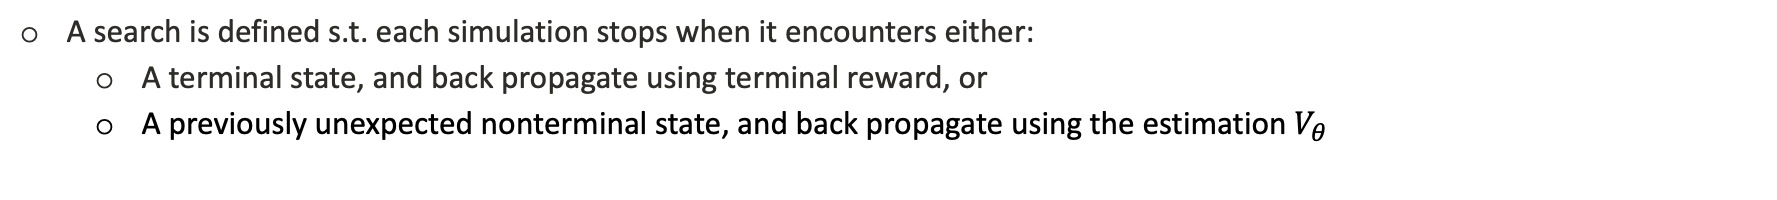 o A search is defined s.t. each simulation stops when it encounters either:
o A terminal state, and back propagate using terminal reward, or
o A previously unexpected nonterminal state, and back propagate using the estimation V_θ